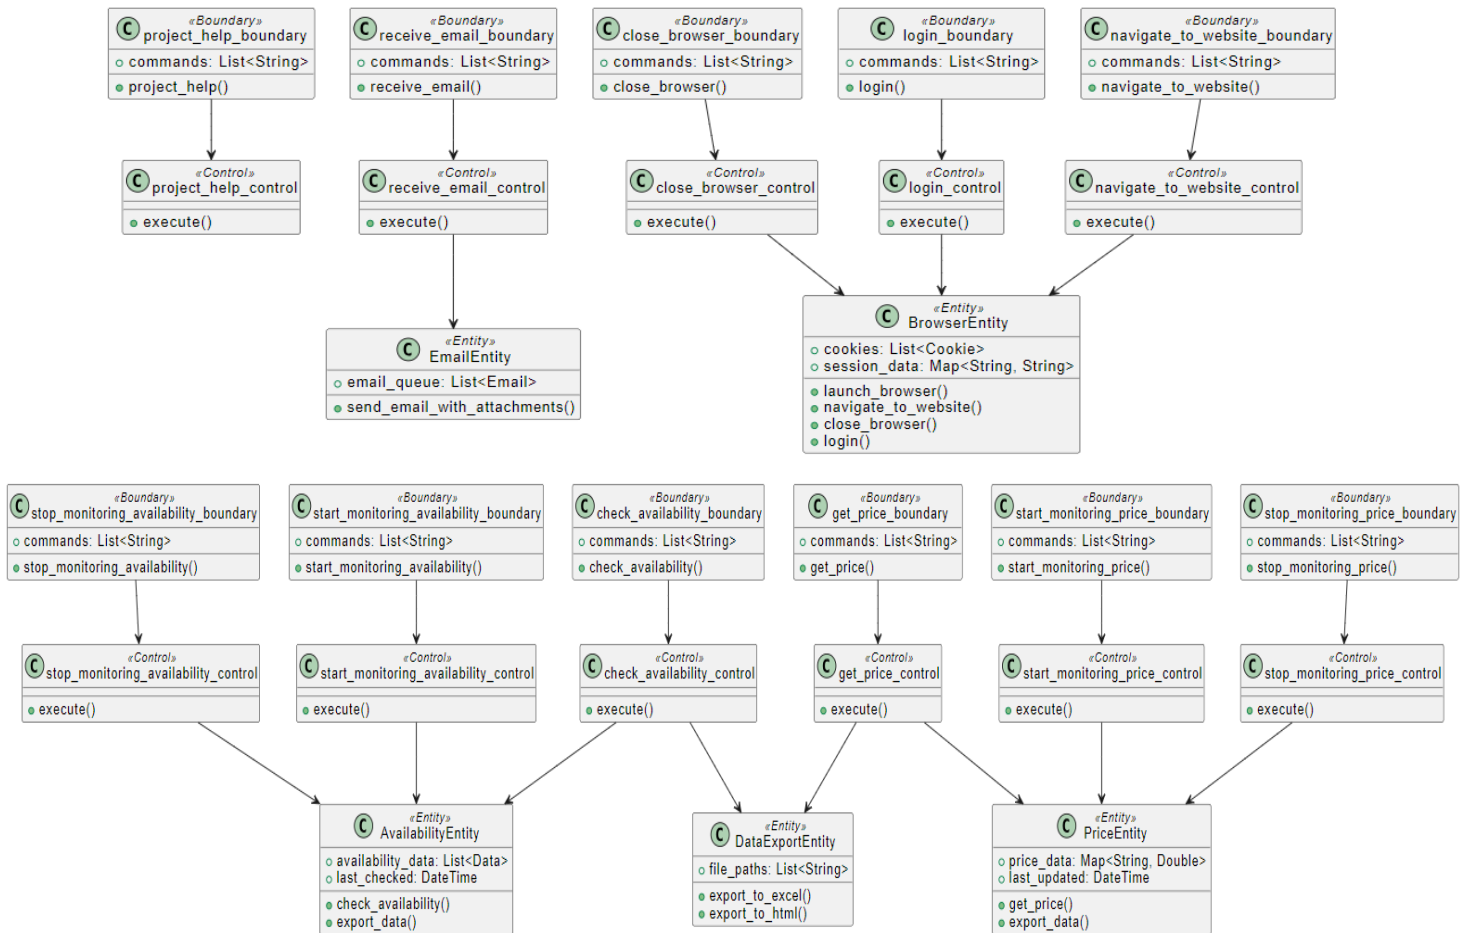 «Boundary»
C project_help_boundary
commands: List<String>
project_help()
«Boundary»
C receive_email_boundary
commands: List<String>
receive_email()
«Boundary»
C close_browser_boundary
commands: List<String>
close_browser()
«Boundary»
C login_boundary
commands: List<String>
login()
«Boundary»
C navigate_to_website_boundary
commands: List<String>
navigate_to_website()
«Control»
C project_help_control
execute()
«Control»
C receive_email_control
execute()
«Control»
C close_browser_control
execute()
«Control»
C login_control
execute()
«Control»
C navigate_to_website_control
execute()
«Entity»
C EmailEntity
email_queue: List<Email>
send_email_with_attachments()
«Entity»
C BrowserEntity
cookies: List<Cookie>
session_data: Map<String, String>
launch_browser()
navigate_to_website()
close_browser()
login()
«Boundary»
C stop_monitoring_availability_boundary
commands: List<String>
stop_monitoring_availability()
«Boundary»
C start_monitoring_availability_boundary
commands: List<String>
start_monitoring_availability()
«Boundary»
C check_availability_boundary
commands: List<String>
check_availability()
«Boundary»
C get_price_boundary
commands: List<String>
get_price()
«Boundary»
C start_monitoring_price_boundary
commands: List<String>
start_monitoring_price()
«Boundary»
C stop_monitoring_price_boundary
commands: List<String>
stop_monitoring_price()
«Control»
C stop_monitoring_availability_control
execute()
«Control»
C start_monitoring_availability_control
execute()
«Control»
C check_availability_control
execute()
«Control»
C get_price_control
execute()
«Control»
C start_monitoring_price_control
execute()
«Control»
C stop_monitoring_price_control
execute()
«Entity»
C AvailabilityEntity
availability_data: List<Data>
last_checked: DateTime
check_availability()
export_data()
«Entity»
C DataExportEntity
file_paths: List<String>
export_to_excel()
export_to_html()
«Entity»
C PriceEntity
price_data: Map<String, Double>
last_updated: DateTime
get_price()
export_data()